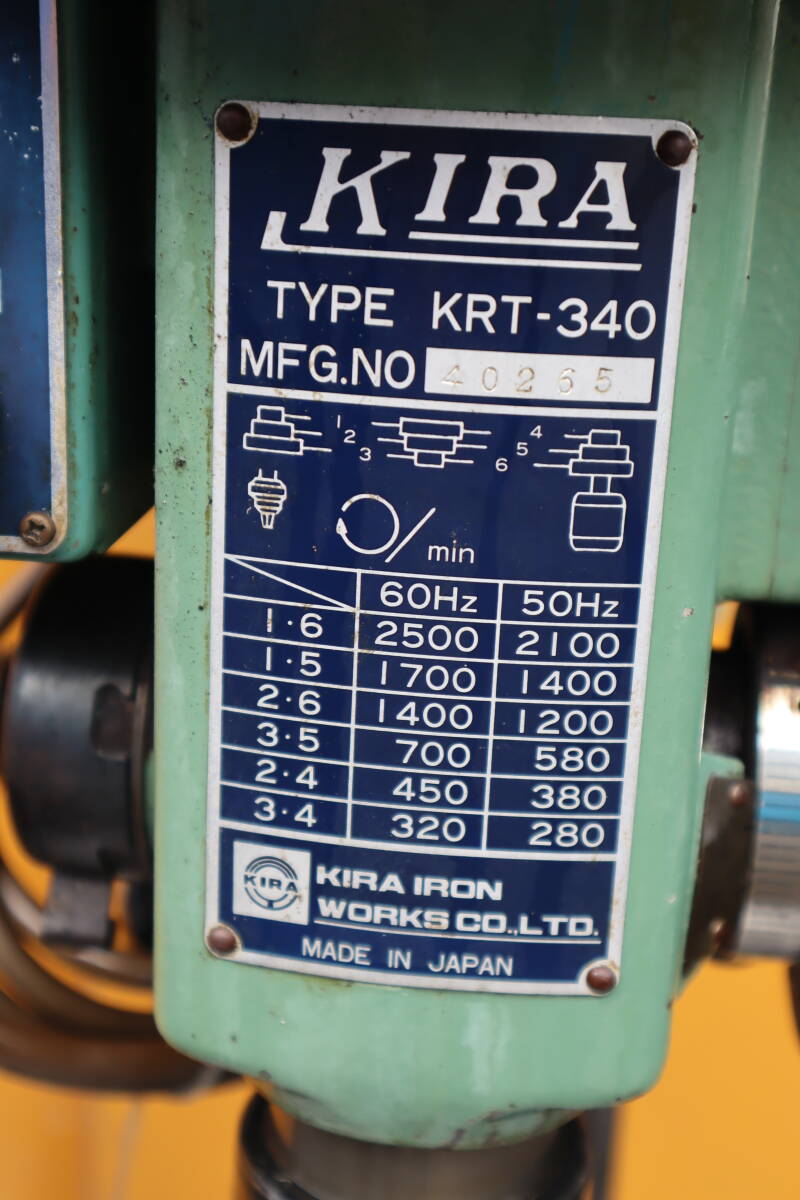 KIRA
TYPE KRT-340
MFG.NO 40265
1 2 3 4 5 6
/min
60Hz 50Hz
1·6 2500 2100
1·5 1700 1400
2·6 1400 1200
3·5 700 580
2·4 450 380
3·4 320 280
KIRA KIRA IRON
WORKS CO.,LTD.
MADE IN JAPAN